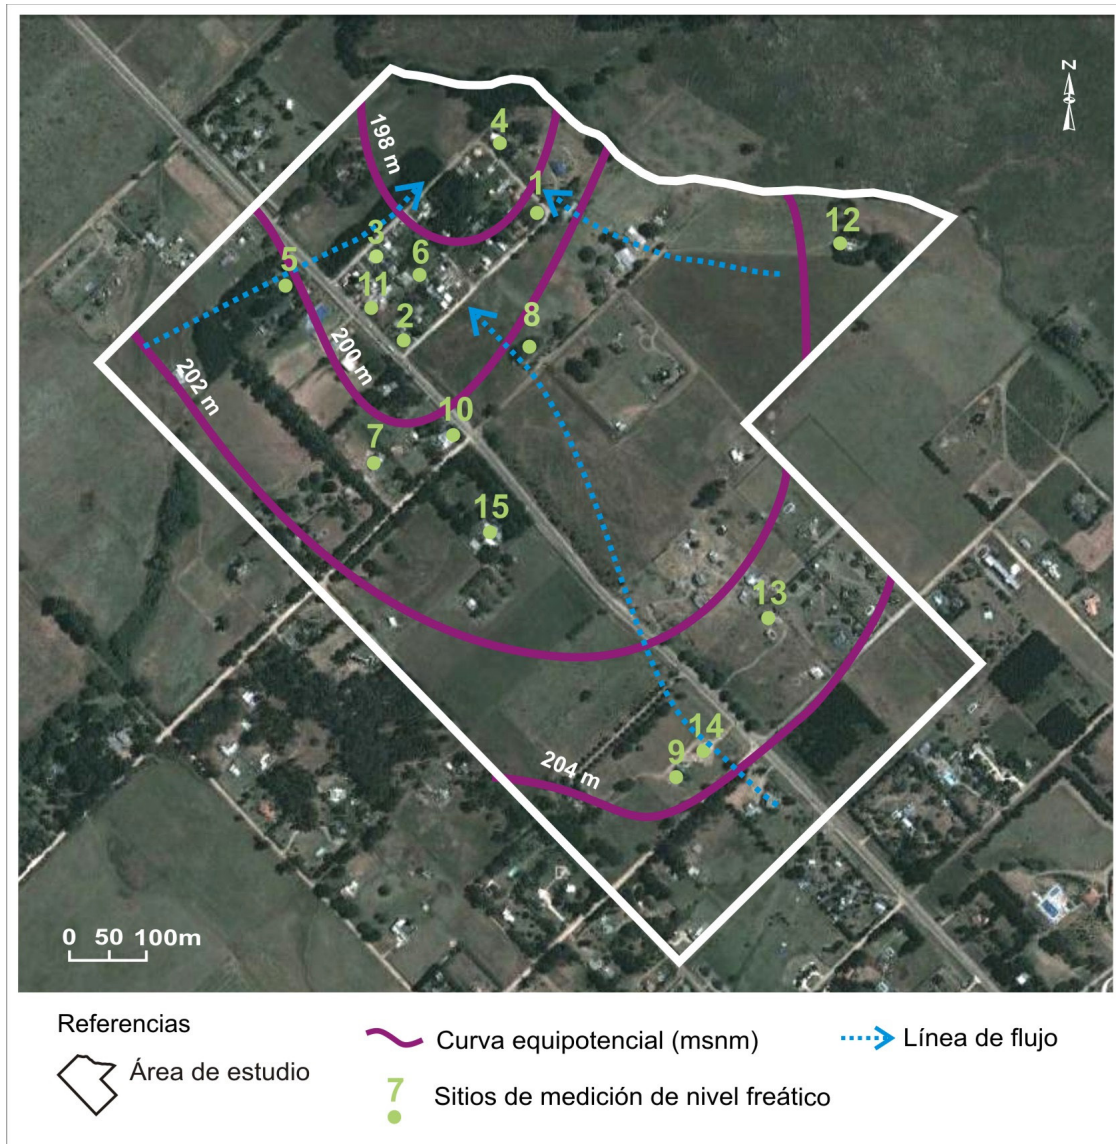 N
4
198 m
1
12
3
6
5
11
2
8
200 m
202 m
10
7
15
13
14
9
204 m
0 50 100m
Referencias
Curva equipotencial (msnm)
Línea de flujo
Área de estudio
7
Sitios de medición de nivel freático